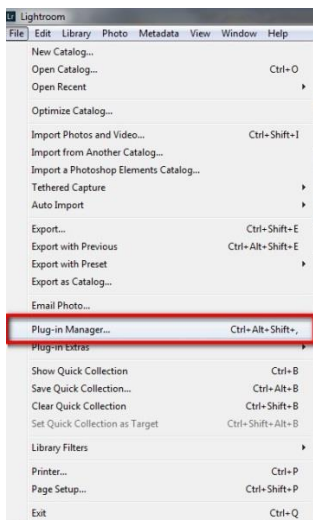 Lr Lightroom
File Edit Library Photo Metadata View Window Help
New Catalog...
Open Catalog... Ctrl+O
Open Recent
Optimize Catalog...
Import Photos and Video... Ctrl+Shift+I
Import from Another Catalog...
Import a Photoshop Elements Catalog...
Tethered Capture
Auto Import
Export... Ctrl+Shift+E
Export with Previous Ctrl+Alt+Shift+E
Export with Preset
Export as Catalog...
Email Photo...
Plug-in Manager... Ctrl+Alt+Shift+,
Plug-in Extras
Show Quick Collection Ctrl+B
Save Quick Collection... Ctrl+Alt+B
Clear Quick Collection Ctrl+Shift+B
Set Quick Collection as Target Ctrl+Shift+Alt+B
Library Filters
Printer... Ctrl+P
Page Setup... Ctrl+Shift+P
Exit Ctrl+Q